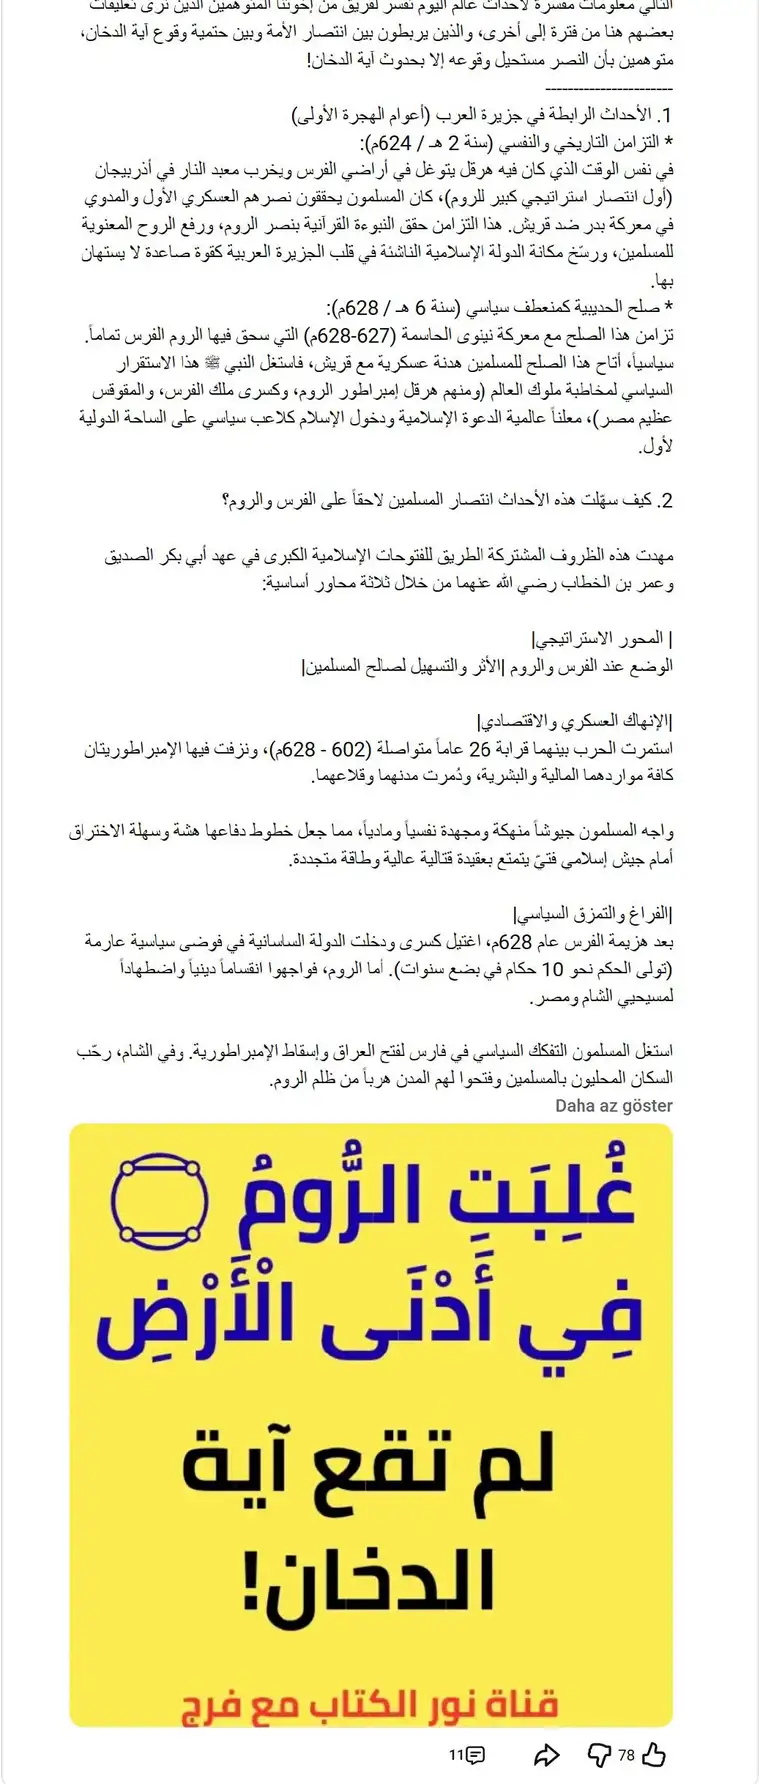 التالي معلومات مفسرة لأحداث عالم اليوم نفسر لفريق من إخوتنا المتوهمين الذين نرى تعليقات
بعضهم هنا من فترة إلى أخرى، والذين يربطون بين انتصار الأمة وبين حتمية وقوع آية الدخان،
متوهمين بأن النصر مستحيل وقوعه إلا بحدوث آية الدخان!
-----------------------
1. الأحداث الرابطة في جزيرة العرب (أعوام الهجرة الأولى)
* التزامن التاريخي والنفسي (سنة 2 هـ / 624م):
في نفس الوقت الذي كان فيه هرقل يتوغل في أراضي الفرس ويخرب معبد النار في أذربيجان
(أول انتصار استراتيجي كبير للروم)، كان المسلمون يحققون نصرهم العسكري الأول والمدوي
في معركة بدر ضد قريش. هذا التزامن حقق النبوءة القرآنية بنصر الروم، ورفع الروح المعنوية
للمسلمين، ورسّخ مكانة الدولة الإسلامية الناشئة في قلب الجزيرة العربية كقوة صاعدة لا يستهان
بها.
* صلح الحديبية كمنعطف سياسي (سنة 6 هـ / 628م):
تزامن هذا الصلح مع معركة نينوى الحاسمة (627-628م) التي سحق فيها الروم الفرس تماماً.
سياسياً، أتاح هذا الصلح للمسلمين هدنة عسكرية مع قريش، فاستغل النبي ﷺ هذا الاستقرار
السياسي لمخاطبة ملوك العالم (ومنهم هرقل إمبراطور الروم، وكسرى ملك الفرس، والمقوقس
عظيم مصر)، معلناً عالمية الدعوة الإسلامية ودخول الإسلام كلاعب سياسي على الساحة الدولية
لأول.
2. كيف سهّلت هذه الأحداث انتصار المسلمين لاحقاً على الفرس والروم؟
مهدت هذه الظروف المشتركة الطريق للفتوحات الإسلامية الكبرى في عهد أبي بكر الصديق
وعمر بن الخطاب رضي الله عنهما من خلال ثلاثة محاور أساسية:
| المحور الاستراتيجي|
الوضع عند الفرس والروم |الأثر والتسهيل لصالح المسلمين|
|الإنهاك العسكري والاقتصادي|
استمرت الحرب بينهما قرابة 26 عاماً متواصلة (602 - 628م)، ونزفت فيها الإمبراطوريتان
كافة مواردهما المالية والبشرية، ودُمرت مدنهما وقلاعهما.
واجه المسلمون جيوشاً منهكة ومجهدة نفسياً ومادياً، مما جعل خطوط دفاعها هشة وسهلة الاختراق
أمام جيش إسلامي فتيّ يتمتع بعقيدة قتالية عالية وطاقة متجددة.
|الفراغ والتمزق السياسي|
بعد هزيمة الفرس عام 628م، اغتيل كسرى ودخلت الدولة الساسانية في فوضى سياسية عارمة
(تولى الحكم نحو 10 حكام في بضع سنوات). أما الروم، فواجهوا انقساماً دينياً واضطهاداً
لمسيحيي الشام ومصر.
استغل المسلمون التفكك السياسي في فارس لفتح العراق وإسقاط الإمبراطورية. وفي الشام، رحّب
السكان المحليون بالمسلمين وفتحوا لهم المدن هرباً من ظلم الروم.
Daha az göster
غُلِبَتِ الرُّومُ
فِي أَدْنَى الْأَرْضِ
لم تقع آية
الدخان!
قناة نور الكتاب مع فرج
78
11